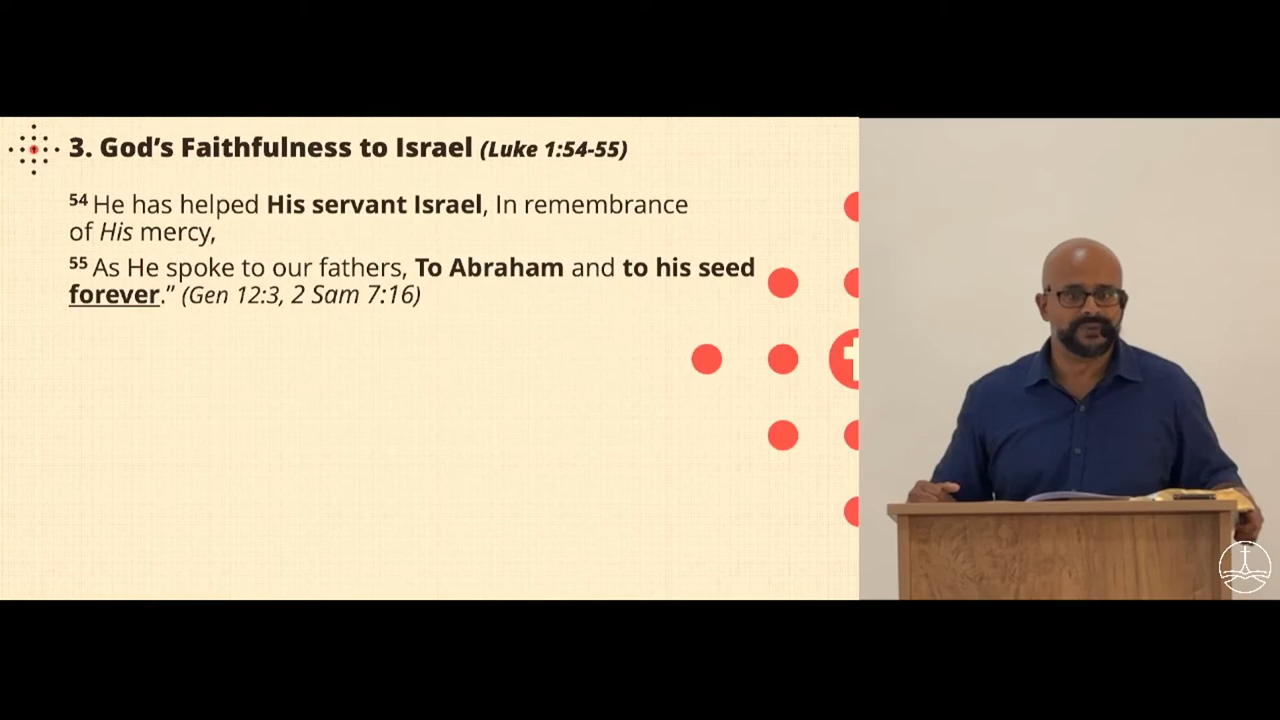 3. God’s Faithfulness to Israel (Luke 1:54-55)
54 He has helped His servant Israel, In remembrance
of His mercy,
55 As He spoke to our fathers, To Abraham and to his seed
forever.” (Gen 12:3, 2 Sam 7:16)